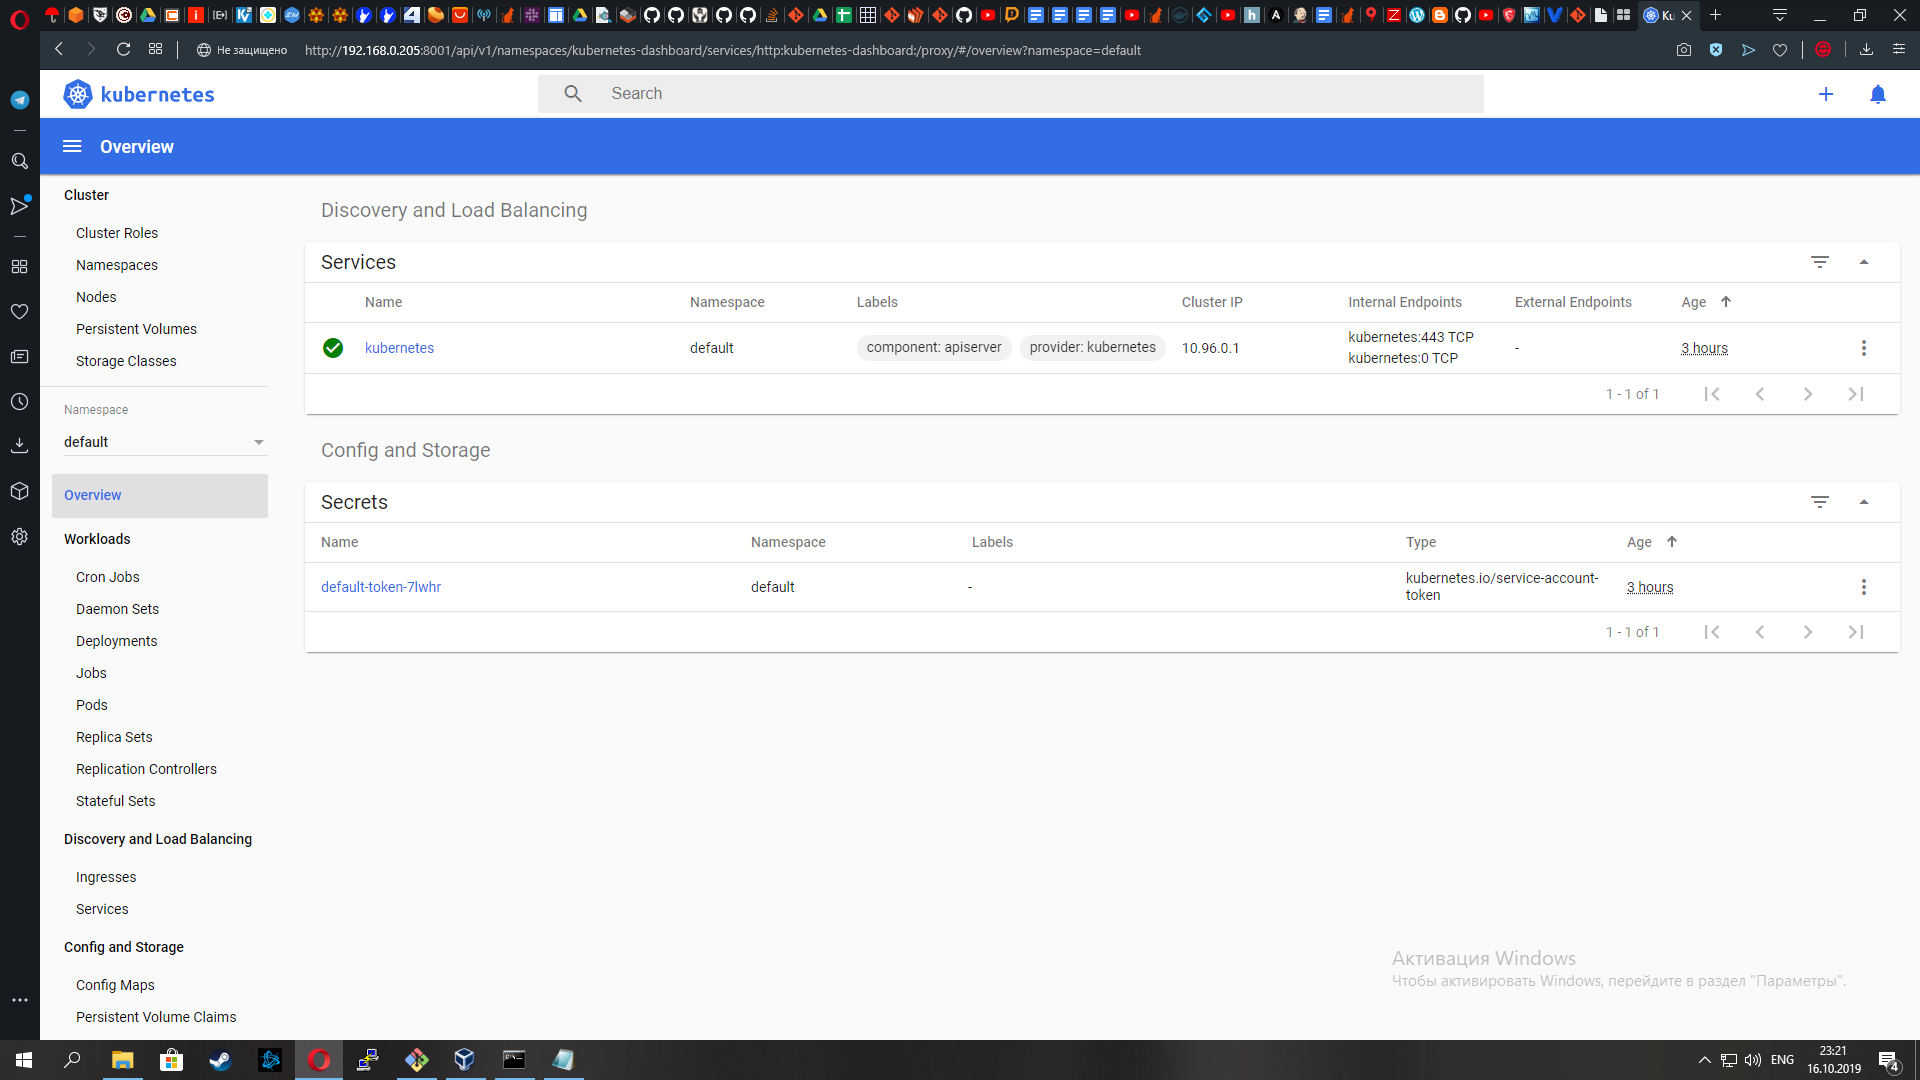 Ku
Не защищено
http://192.168.0.205:8001/api/v1/namespaces/kubernetes-dashboard/services/http:kubernetes-dashboard:/proxy/#/overview?namespace=default
kubernetes
Search
Overview
Cluster
Cluster Roles
Namespaces
Nodes
Persistent Volumes
Storage Classes
Namespace
default
Overview
Workloads
Cron Jobs
Daemon Sets
Deployments
Jobs
Pods
Replica Sets
Replication Controllers
Stateful Sets
Discovery and Load Balancing
Ingresses
Services
Config and Storage
Config Maps
Persistent Volume Claims
Discovery and Load Balancing
Services
Name Namespace Labels Cluster IP Internal Endpoints External Endpoints Age
kubernetes default component: apiserver provider: kubernetes 10.96.0.1 kubernetes:443 TCP - 3 hours
kubernetes:0 TCP
1 - 1 of 1
Config and Storage
Secrets
Name Namespace Labels Type Age
default-token-7lwhr default - kubernetes.io/service-account- 3 hours
token
1 - 1 of 1
Активация Windows
Чтобы активировать Windows, перейдите в раздел "Параметры".
ENG
23:21
16.10.2019
4